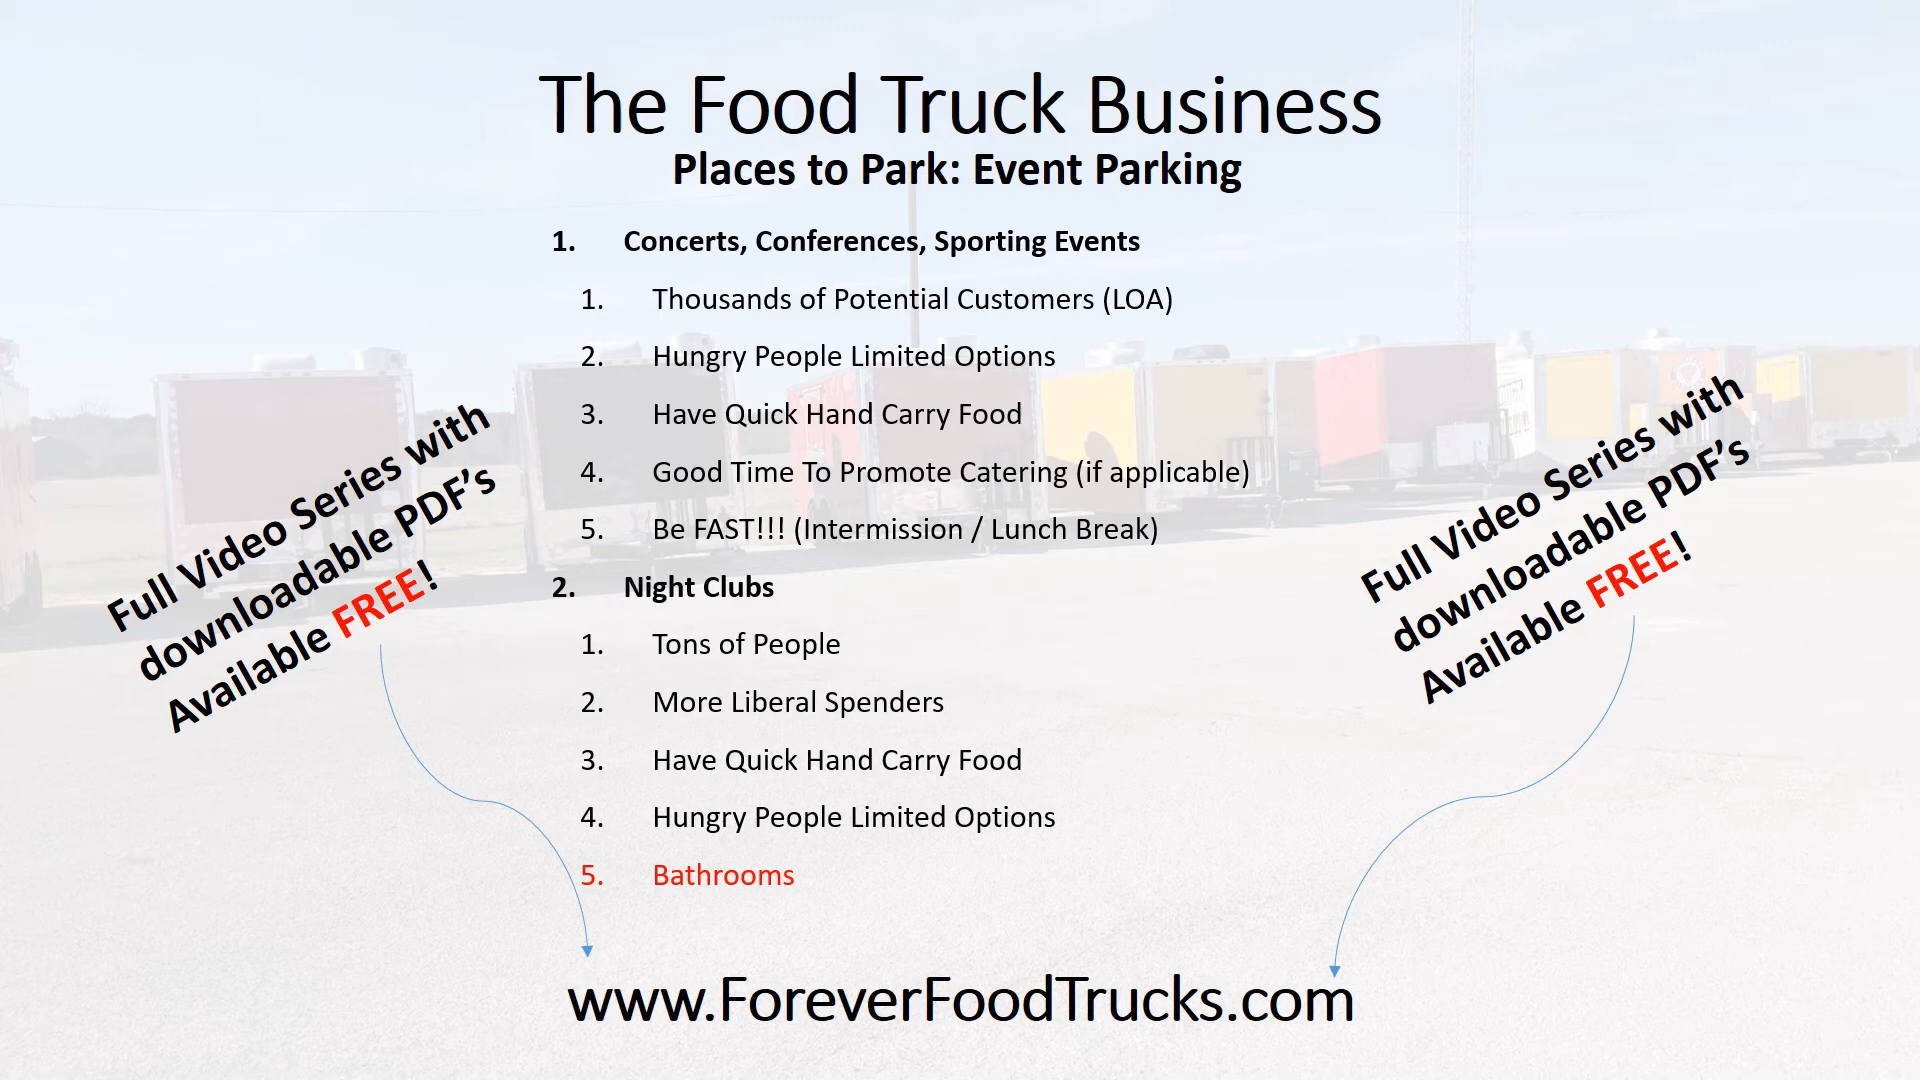 The Food Truck Business
Places to Park: Event Parking
1. Concerts, Conferences, Sporting Events
1. Thousands of Potential Customers (LOA)
2. Hungry People Limited Options
3. Have Quick Hand Carry Food
4. Good Time To Promote Catering (if applicable)
5. Be FAST!!! (Intermission / Lunch Break)
2. Night Clubs
1. Tons of People
2. More Liberal Spenders
3. Have Quick Hand Carry Food
4. Hungry People Limited Options
5. Bathrooms
Full Video Series with
downloadable PDF’s
Available FREE!
Full Video Series with
downloadable PDF’s
Available FREE!
www.ForeverFoodTrucks.com